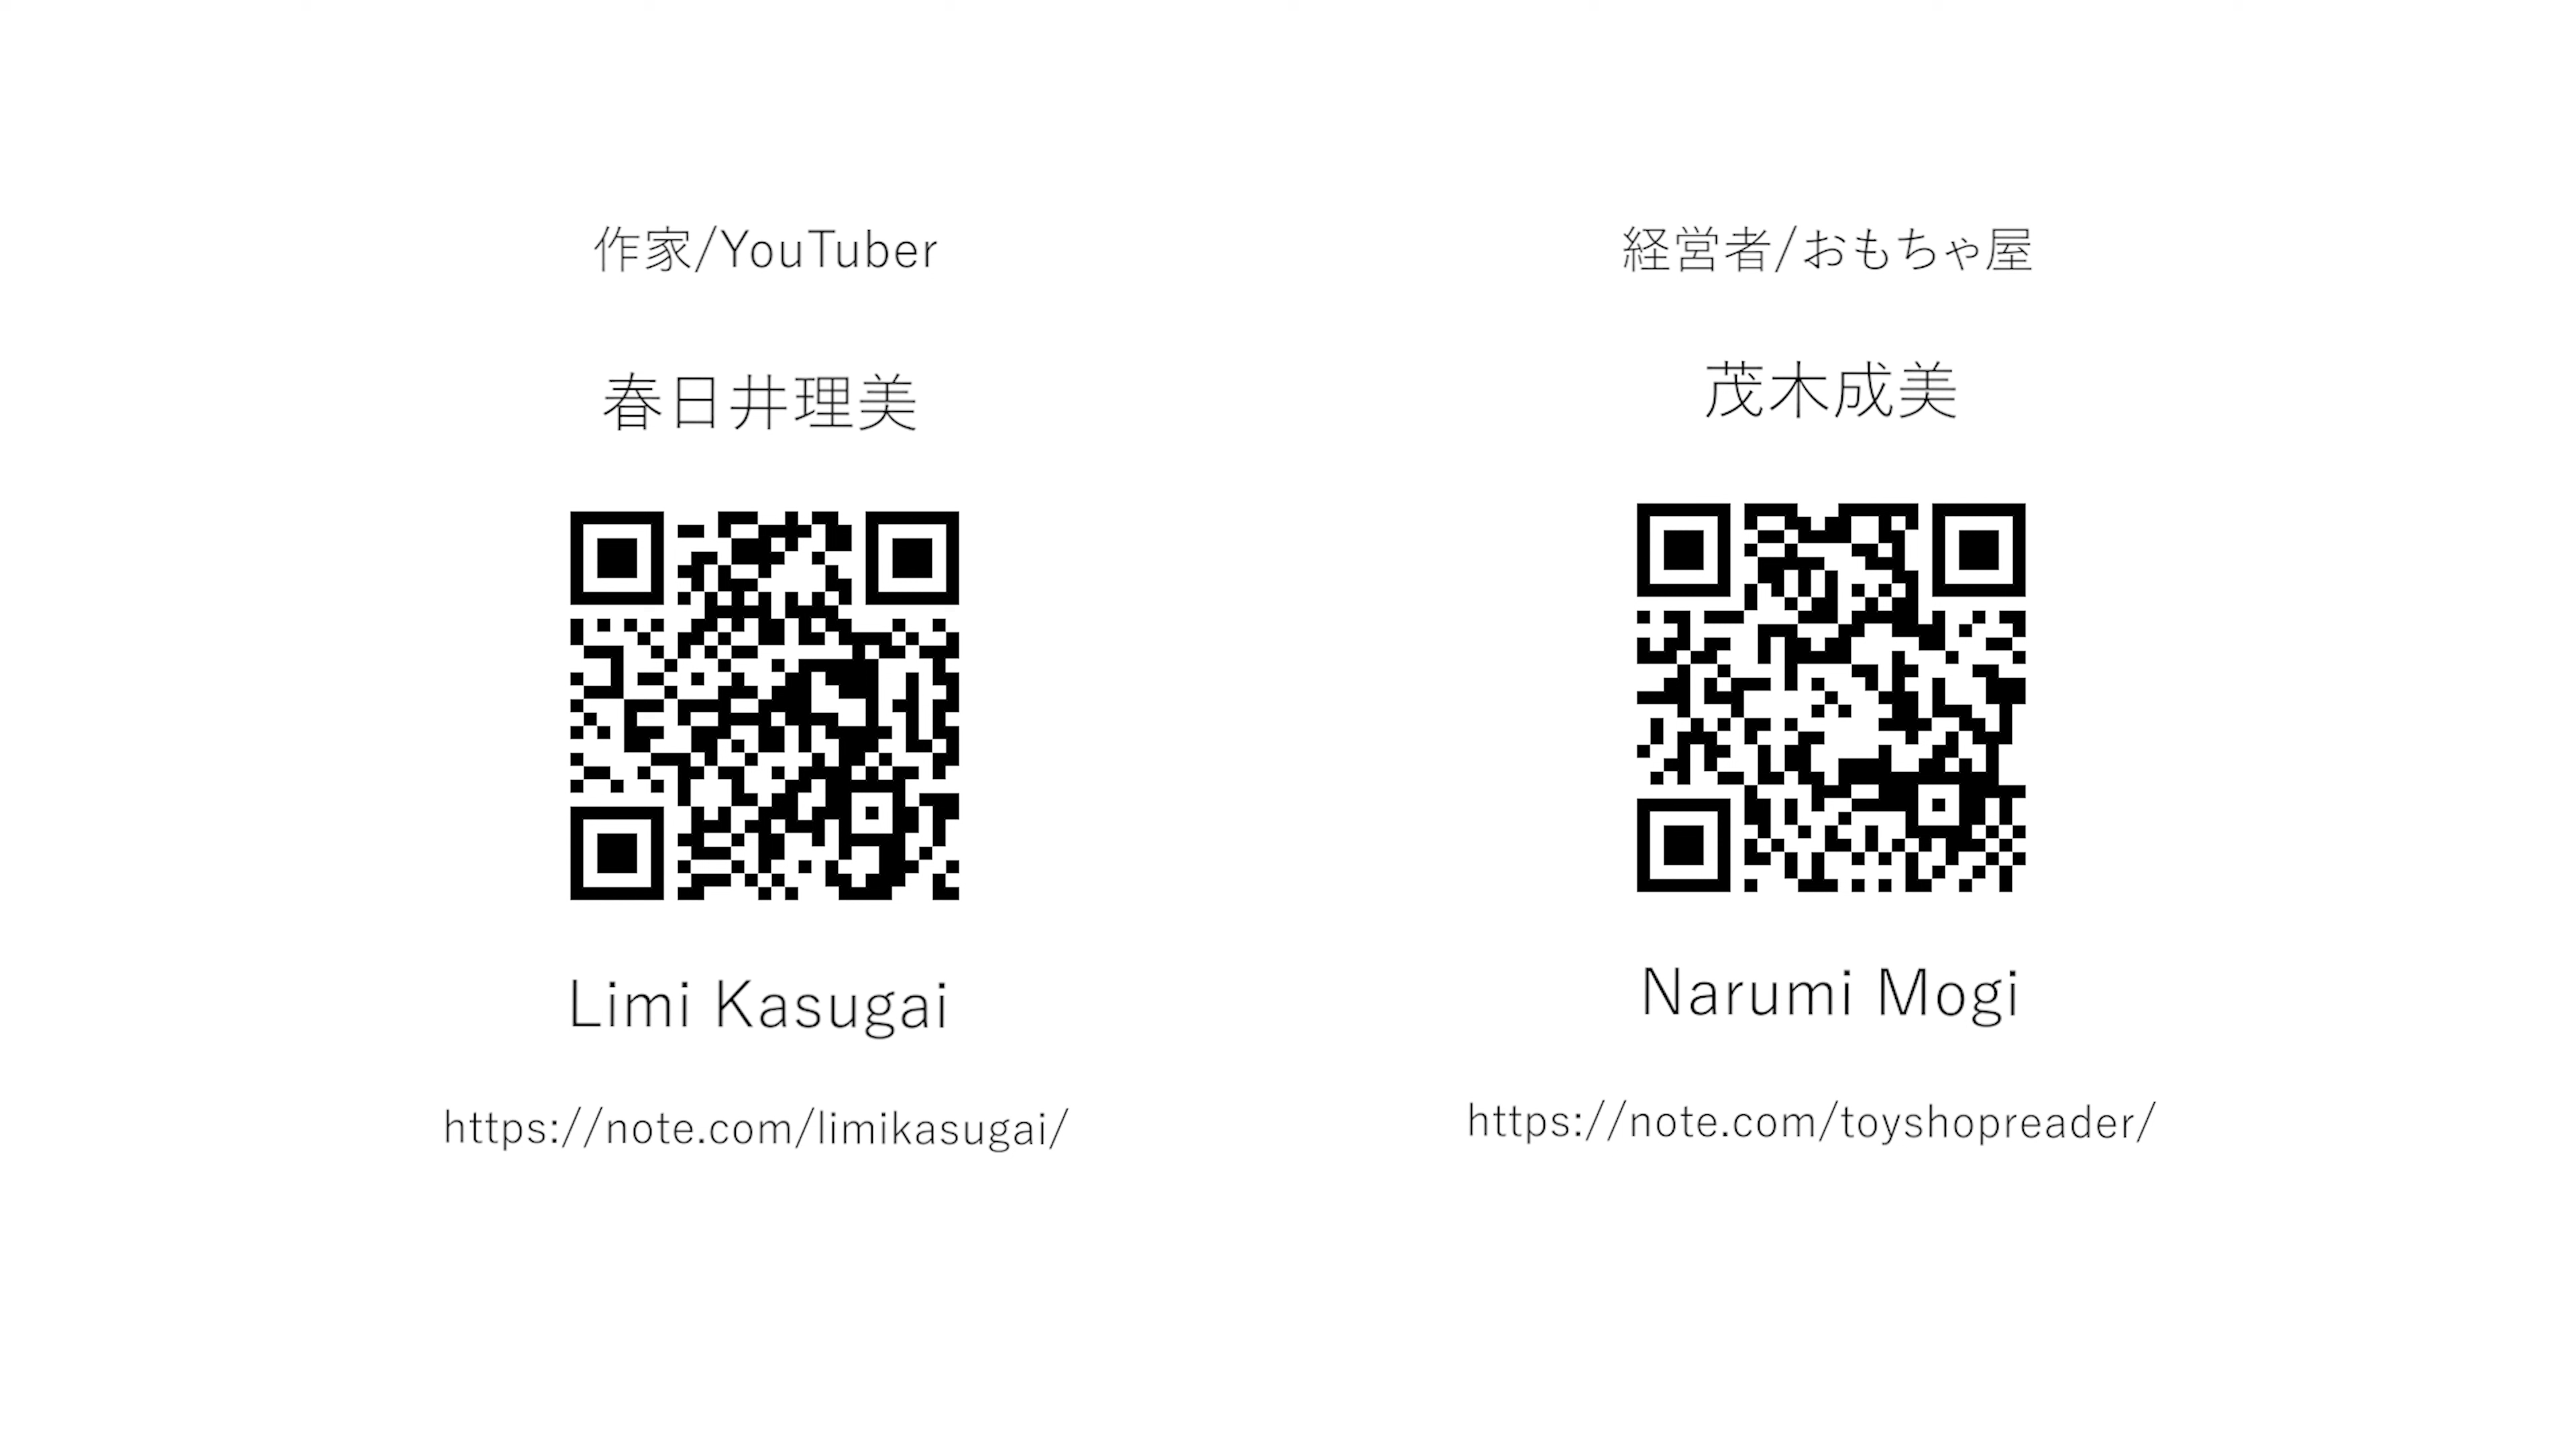 作家/YouTuber
春日井理美
Limi Kasugai
https://note.com/limikasugai/
経営者/おもちゃ屋
茂木成美
Narumi Mogi
https://note.com/toyshopreader/